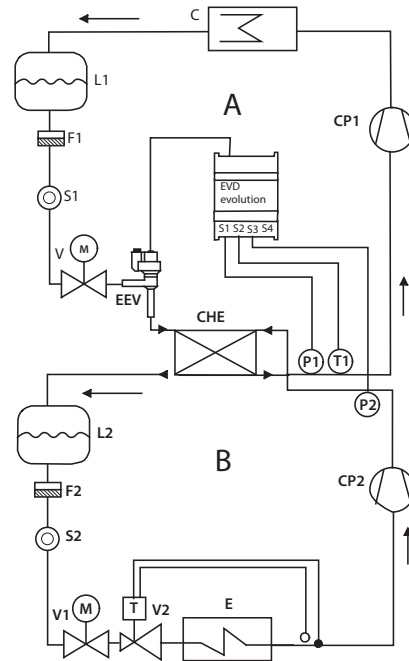 C
L1
A
CP1
F1
EVD
evolution
S1 S2 S3 S4
S1
V
M
EEV
CHE
P1
T1
P2
L2
B
CP2
F2
S2
V1
M
T
V2
E